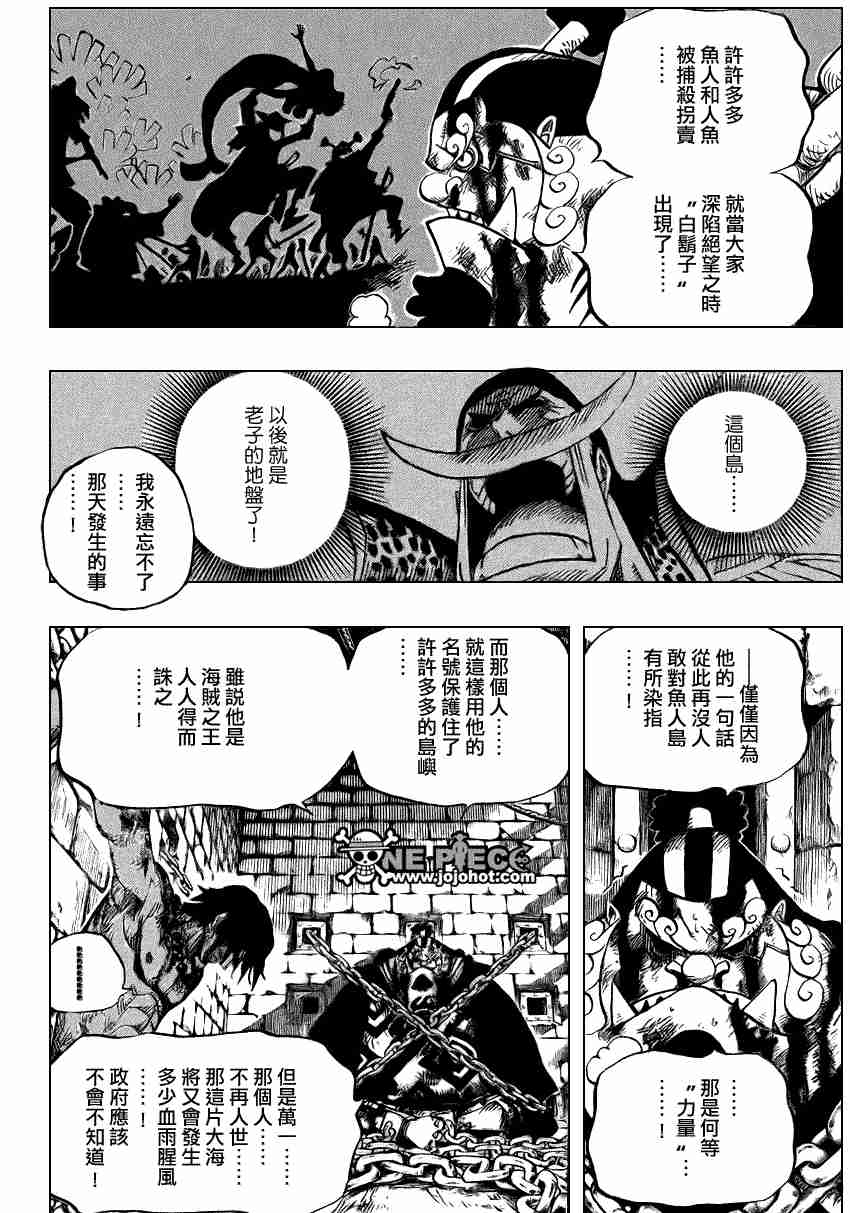 許許多多
魚人和人魚
被捕殺拐賣
……
就當大家
深陷絕望之時
〝白鬍子〞
出現了……
這個島……
以後就是
老子的地盤了！
我永遠忘不了
……
那天發生的事
……！
——僅僅因為
他的一句話
從此再沒人
敢對魚人島
有所染指
……！
……
那是何等
〝力量〞…
……！
而那個人……
就這樣用他的
名號保護住了
許許多多的島嶼
……
雖説他是
海賊之王
人人得而
誅之
……！
ONE PIECE
www.jojohot.com
………
但是萬一……
那個人……
不再人世……
那這片大海
將又會發生
多少血雨腥風
……！
政府應該
不會不知道！